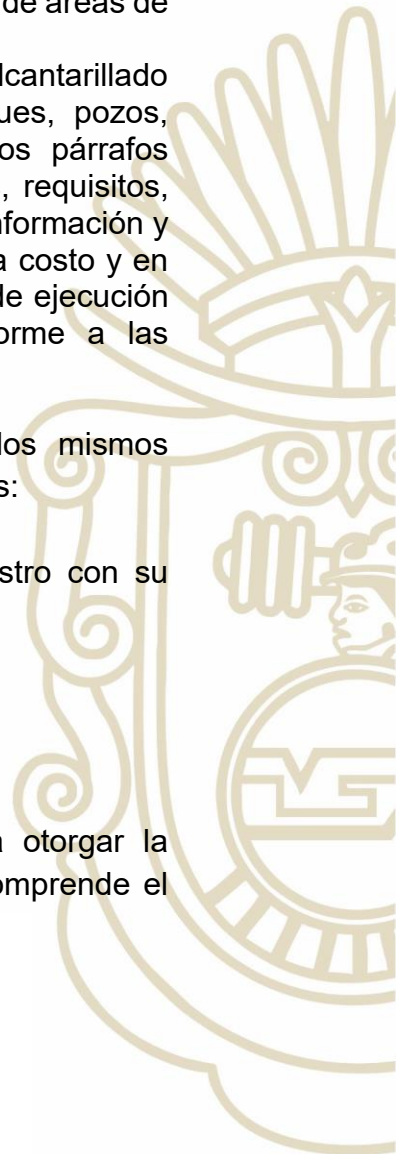 de áreas de
lcantarillado
ues, pozos,
os párrafos
, requisitos,
nformación y
a costo y en
de ejecución
orme a las
los mismos
s:
stro con su
a otorgar la
omprende el